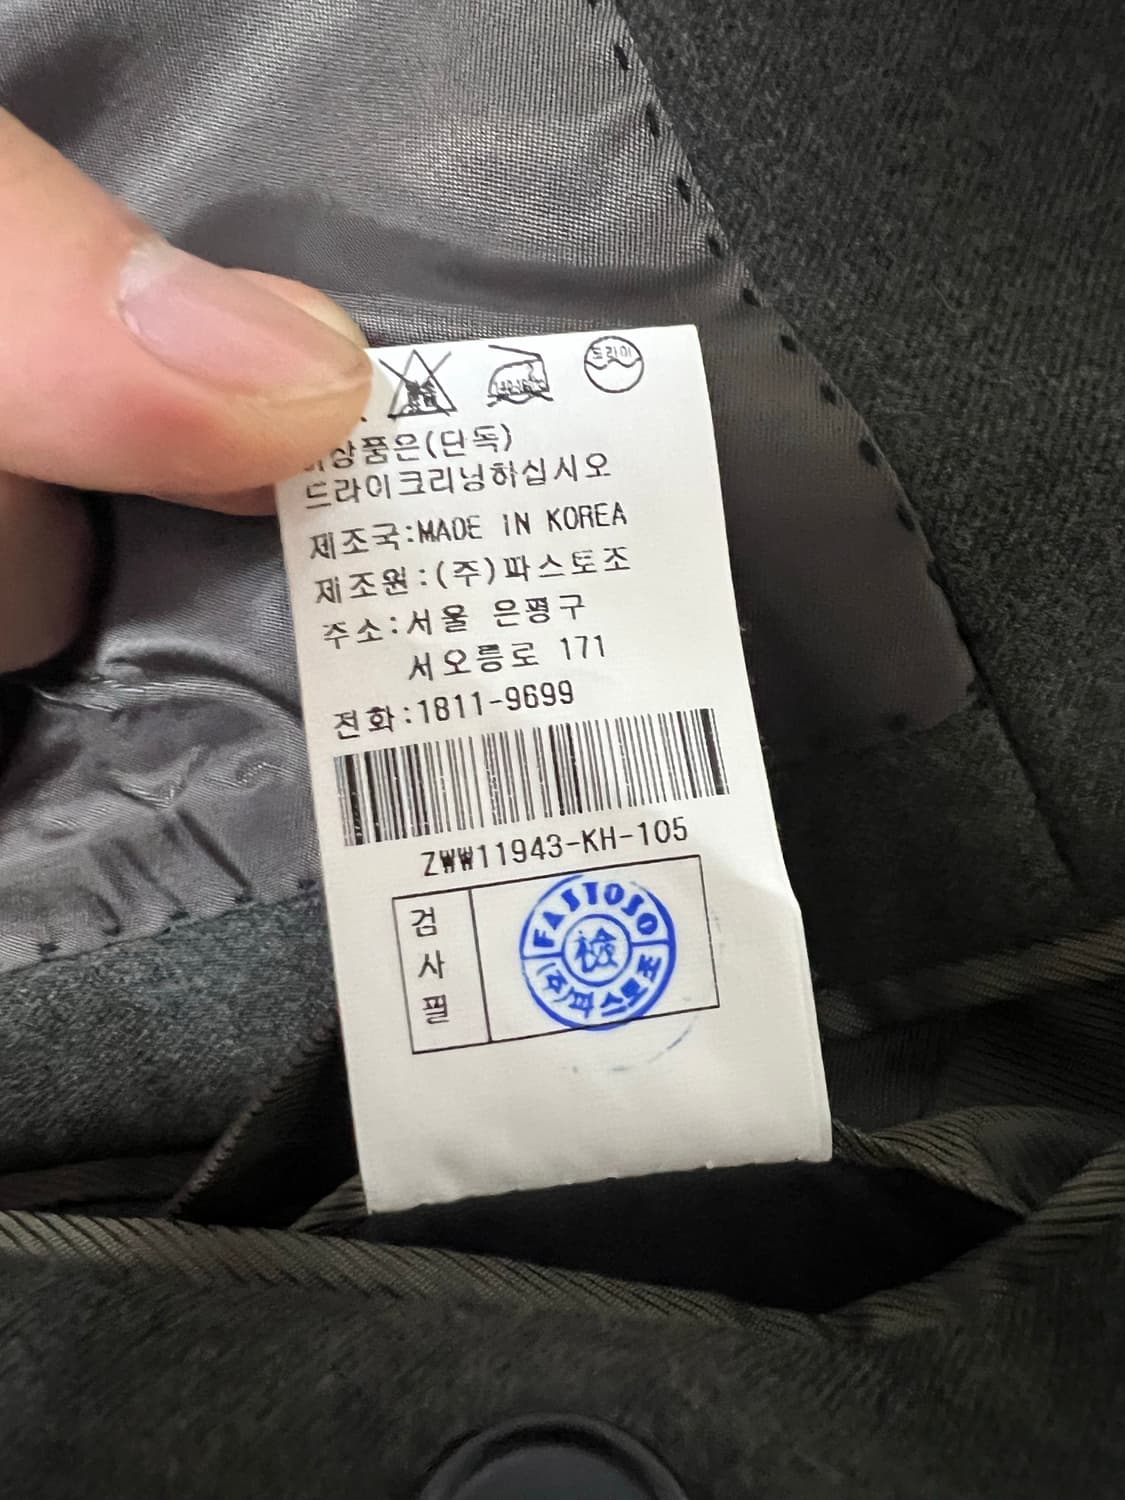 드라이
이상품은(단독)
드라이크리닝하십시오
제조국:MADE IN KOREA
제조원:(주)파스토조
주소:서울 은평구
서오릉로 171
전화:1811-9699
ZWW11943-KH-105
검
사
필
FASTOSO
檢
(주)파스토조